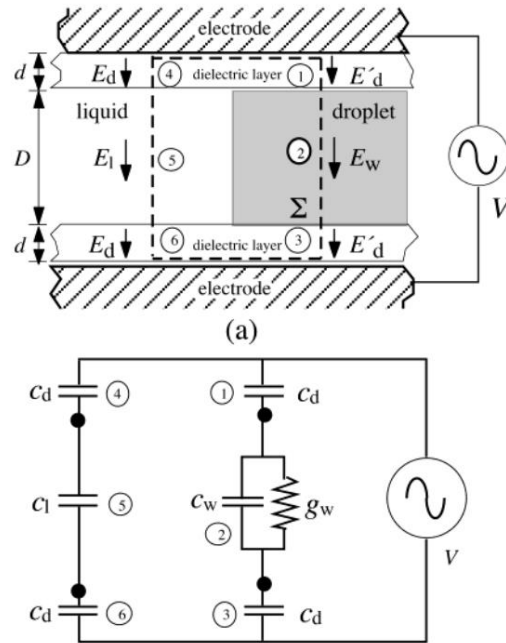 electrode
d E_d ④ dielectric layer ① E´_d
liquid droplet
D E_l ⑤ ② E_w V
Σ
d E_d ⑥ dielectric layer ③ E´_d
electrode
(a)
c_d ④ ① c_d
c_l ⑤ c_w g_w
② V
c_d ⑥ ③ c_d